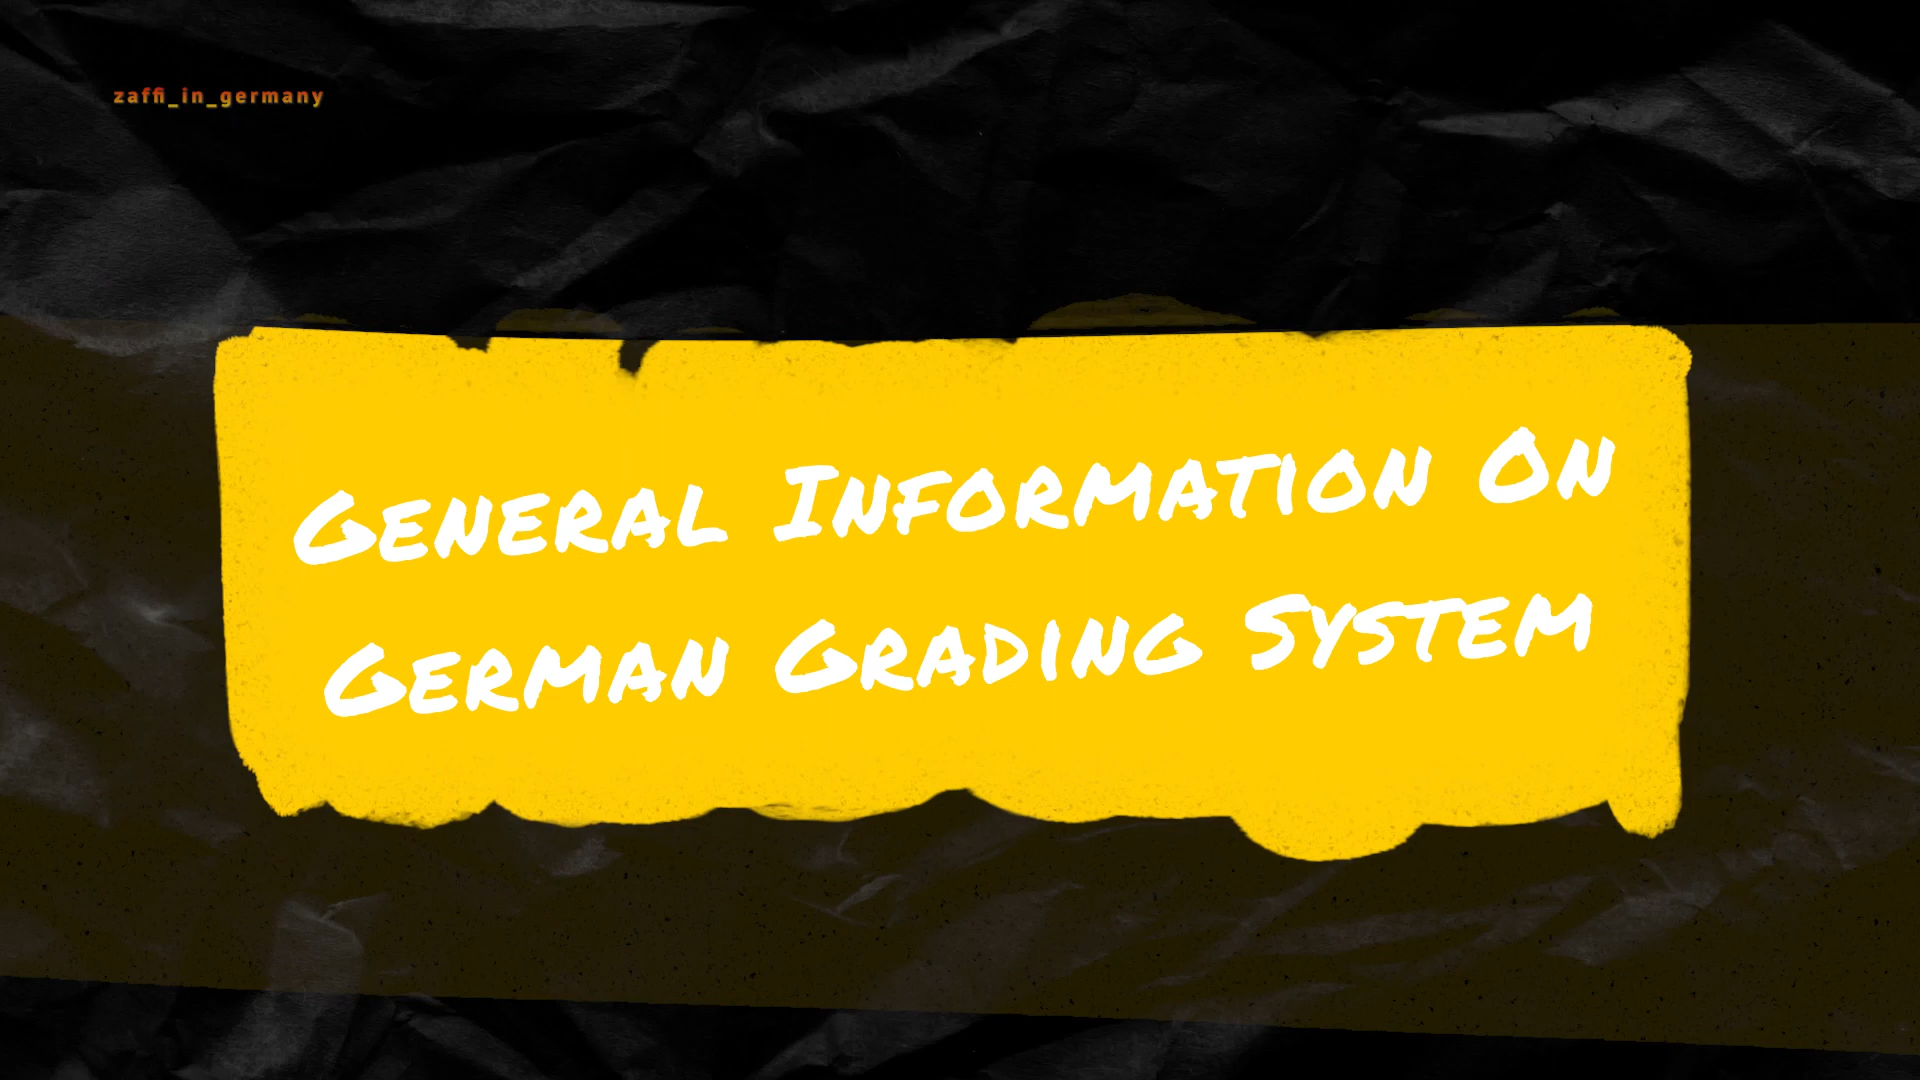 zaffi_in_germany
General Information On
German Grading System